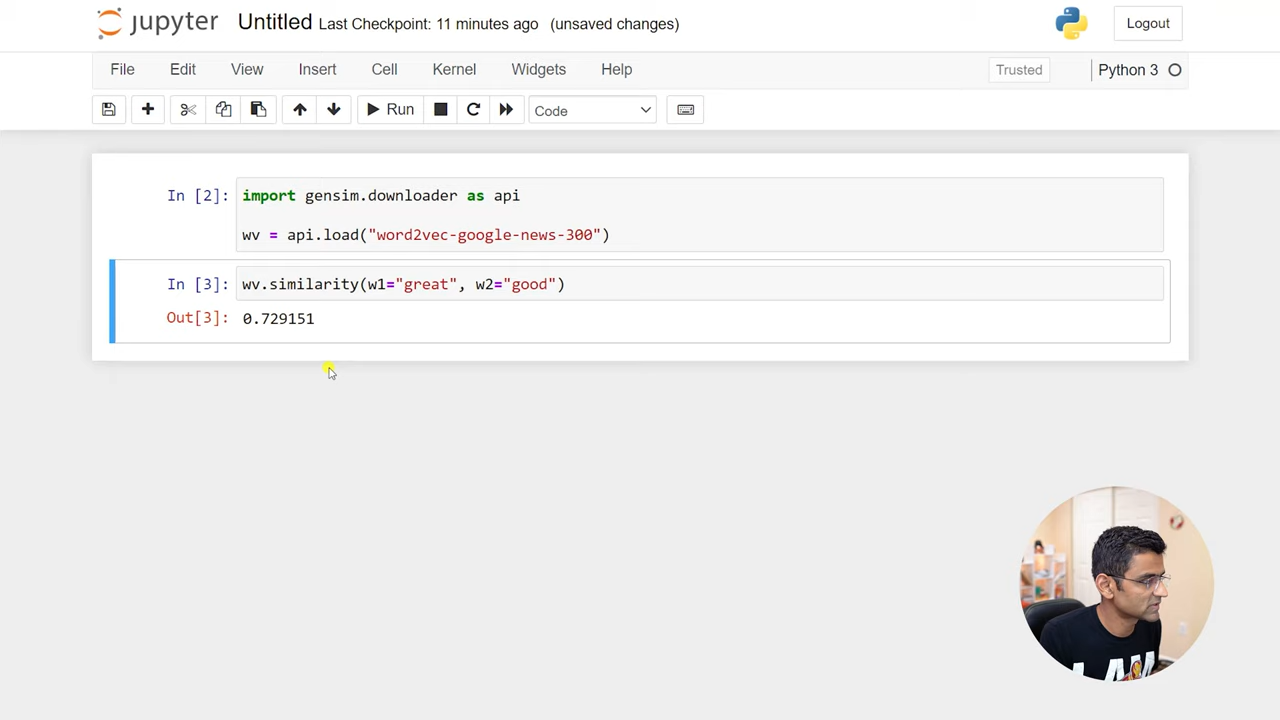 jupyter Untitled Last Checkpoint: 11 minutes ago (unsaved changes) Logout
File Edit View Insert Cell Kernel Widgets Help Trusted Python 3
Run Code
In [2]: import gensim.downloader as api
wv = api.load("word2vec-google-news-300")
In [3]: wv.similarity(w1="great", w2="good")
Out[3]: 0.729151
I AM